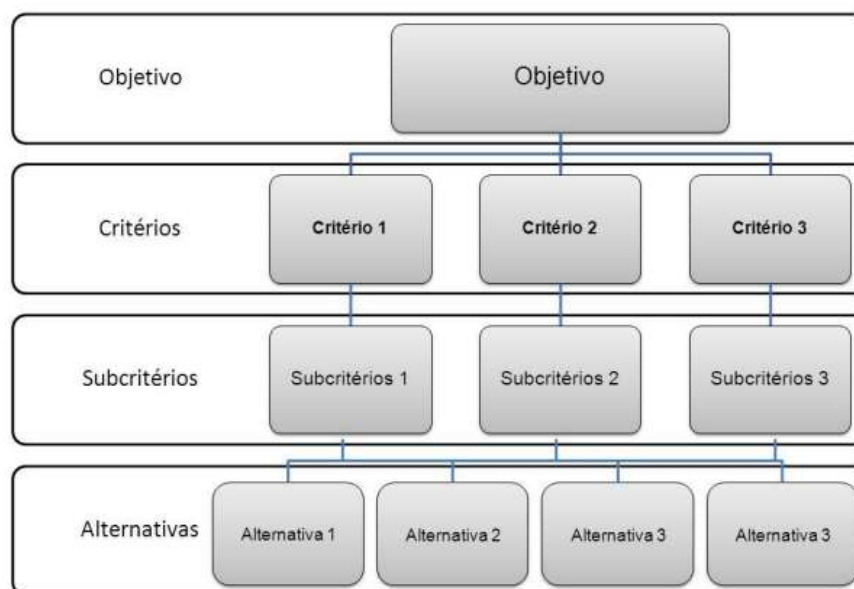 Objetivo
Objetivo
Critérios
Critério 1
Critério 2
Critério 3
Subcritérios
Subcritérios 1
Subcritérios 2
Subcritérios 3
Alternativas
Alternativa 1
Alternativa 2
Alternativa 3
Alternativa 3